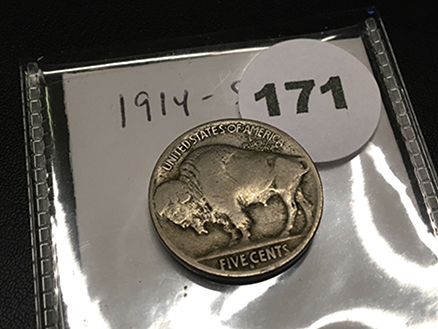 1914-S
171
UNITED STATES OF AMERICA
FIVE CENTS